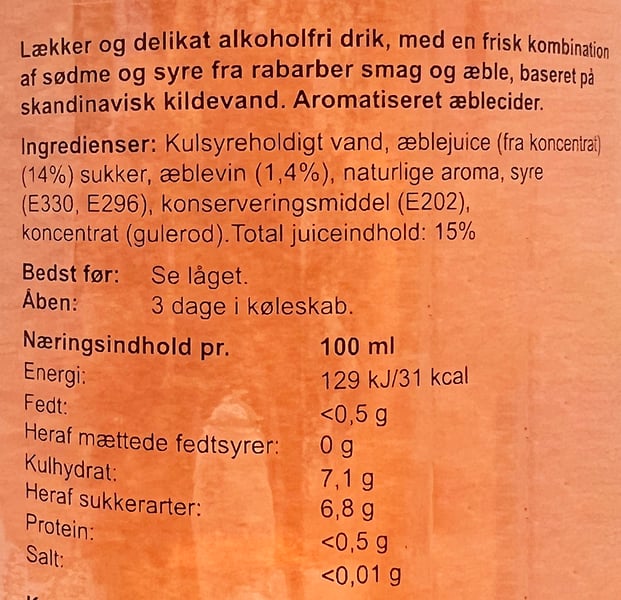 Lækker og delikat alkoholfri drik, med en frisk kombination
af sødme og syre fra rabarber smag og æble, baseret på
skandinavisk kildevand. Aromatiseret æblecider.
Ingredienser: Kulsyreholdigt vand, æblejuice (fra koncentrat)
(14%) sukker, æblevin (1,4%), naturlige aroma, syre
(E330, E296), konserveringsmiddel (E202),
koncentrat (gulerod).Total juiceindhold: 15%
Bedst før: Se låget.
Åben: 3 dage i køleskab.
Næringsindhold pr. 100 ml
Energi: 129 kJ/31 kcal
Fedt: <0,5 g
Heraf mættede fedtsyrer: 0 g
Kulhydrat: 7,1 g
Heraf sukkerarter: 6,8 g
Protein: <0,5 g
Salt: <0,01 g